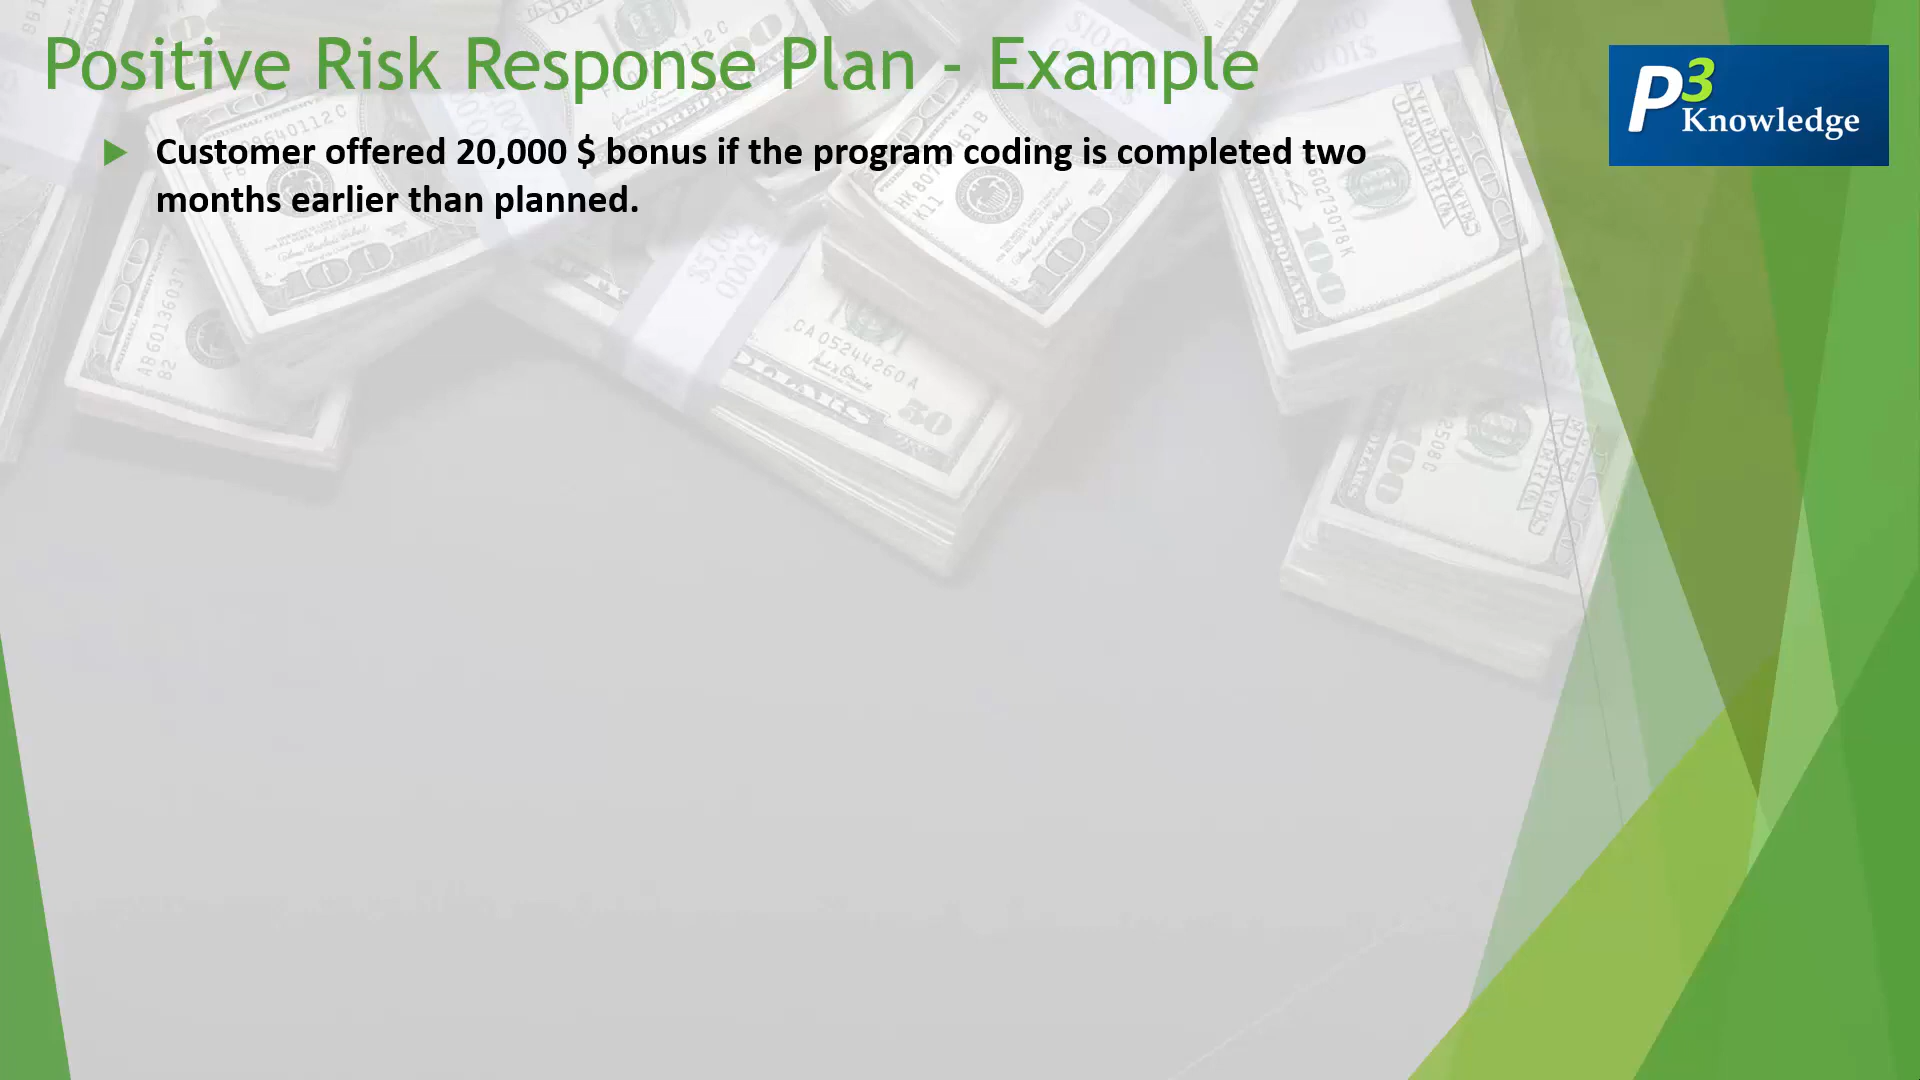 Positive Risk Response Plan - Example
P3 Knowledge
Customer offered 20,000 $ bonus if the program coding is completed two
months earlier than planned.